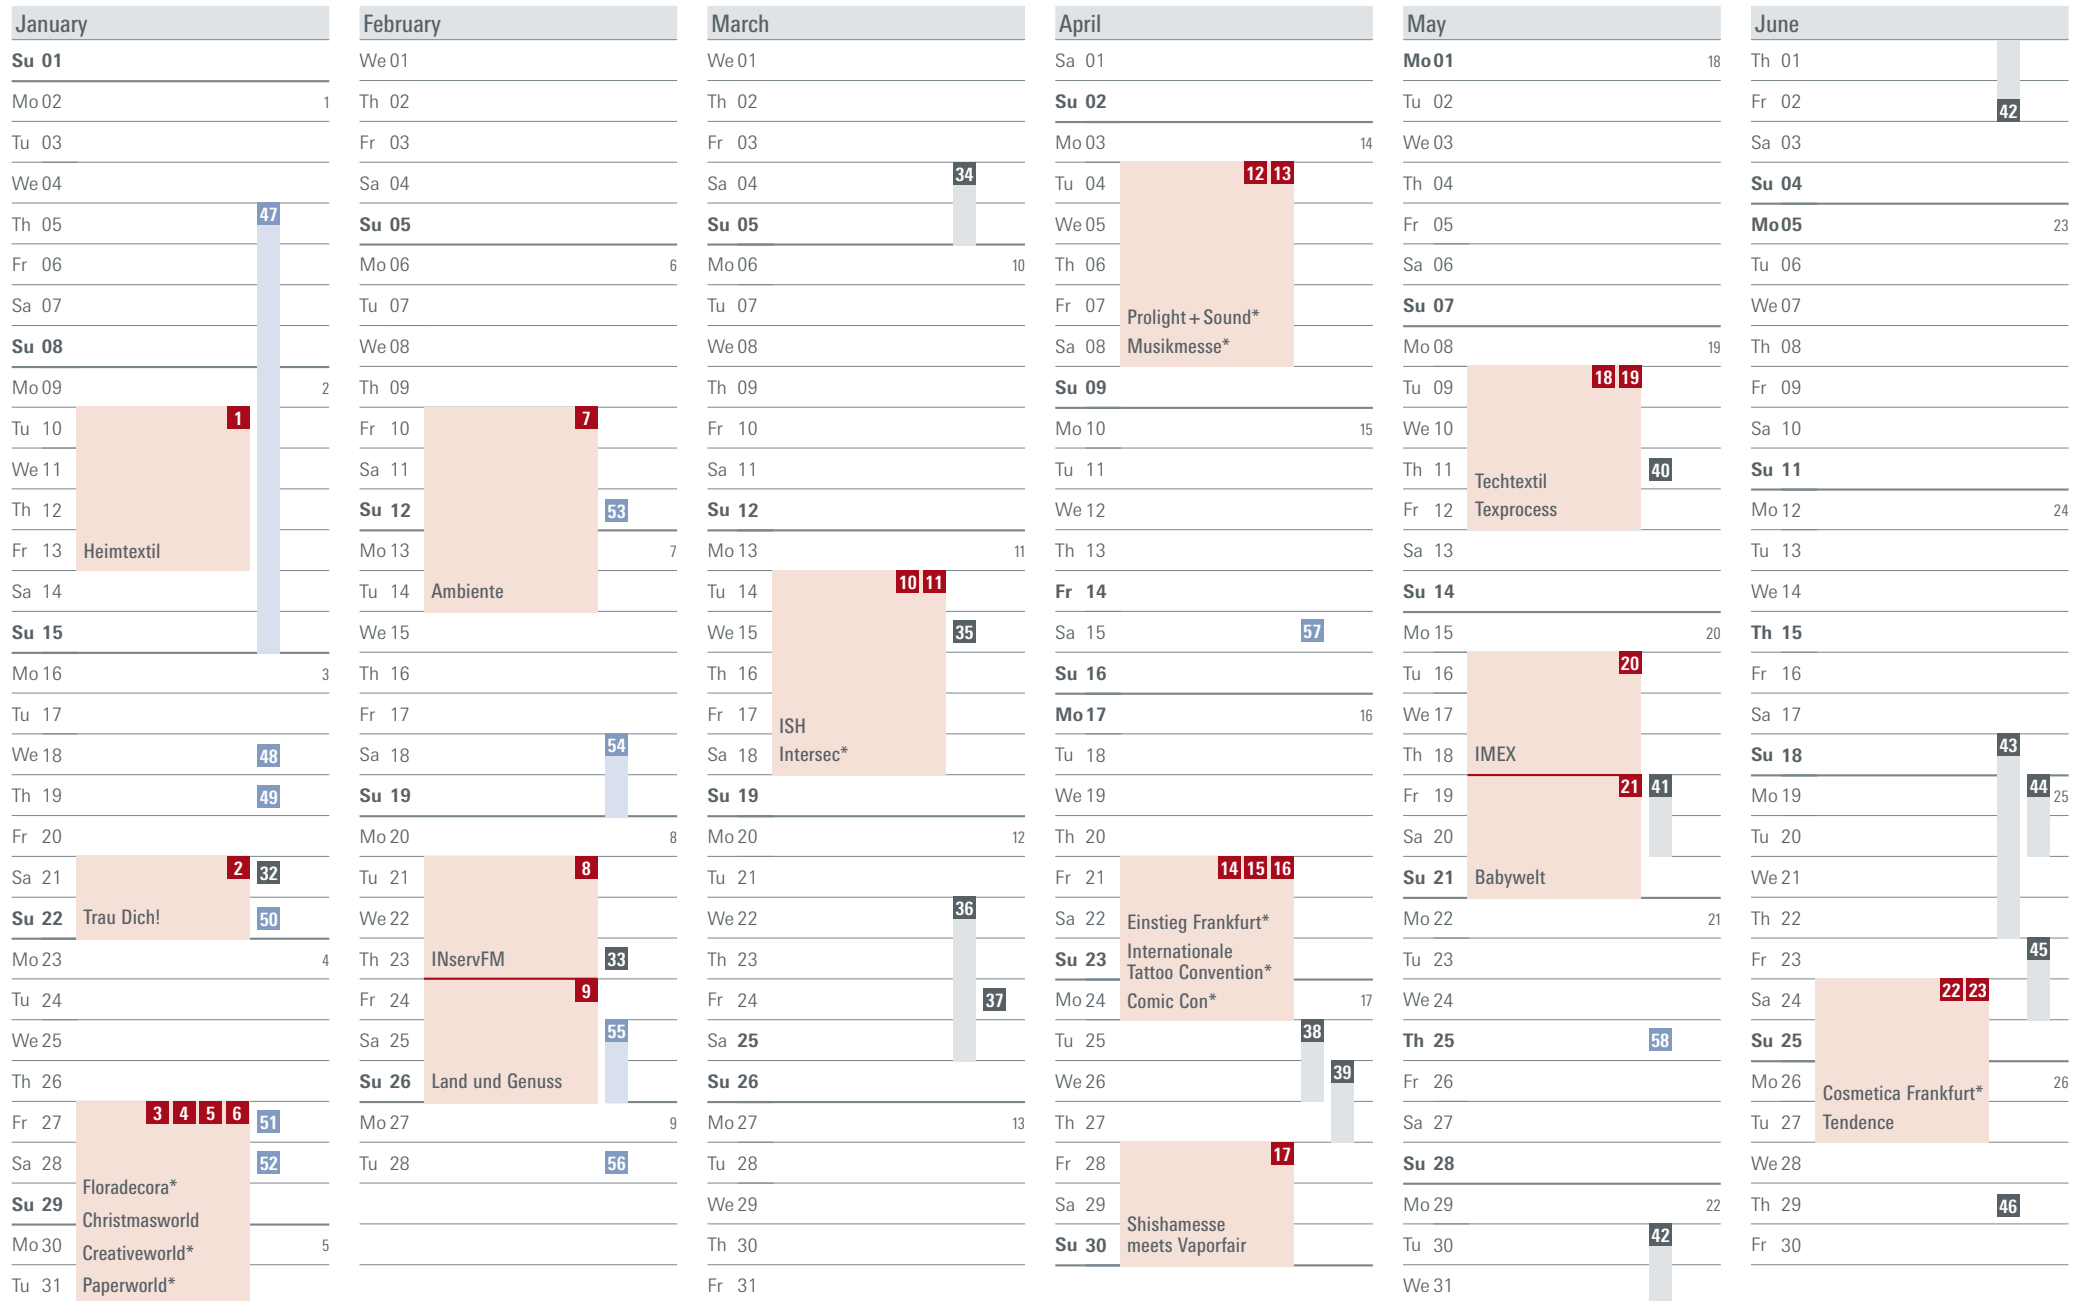 January
Su 01
Mo 02 1
Tu 03
We 04
47
Th 05
Fr 06
Sa 07
Su 08
Mo 09 2
1
Tu 10
We 11
Th 12
Fr 13 Heimtextil
Sa 14
Su 15
Mo 16 3
Tu 17
We 18 48
Th 19 49
Fr 20
2 32
Sa 21
Su 22 Trau Dich! 50
Mo 23 4
Tu 24
We 25
Th 26
3 4 5 6 51
Fr 27
Sa 28 52
Floradecora*
Su 29
Christmasworld
Mo 30 Creativeworld* 5
Tu 31 Paperworld*
February
We 01
Th 02
Fr 03
Sa 04
Su 05
Mo 06 6
Tu 07
We 08
Th 09
7
Fr 10
Sa 11
Su 12 53
Mo 13 7
Tu 14 Ambiente
We 15
Th 16
Fr 17
54
Sa 18
Su 19
Mo 20 8
8
Tu 21
We 22
Th 23 INservFM 33
9
Fr 24
55
Sa 25
Su 26 Land und Genuss
Mo 27 9
Tu 28 56
March
We 01
Th 02
Fr 03
34
Sa 04
Su 05
Mo 06 10
Tu 07
We 08
Th 09
Fr 10
Sa 11
Su 12
Mo 13 11
10 11
Tu 14
We 15 35
Th 16
Fr 17 ISH
Sa 18 Intersec*
Su 19
Mo 20 12
Tu 21
36
We 22
Th 23
Fr 24 37
Sa 25
Su 26
Mo 27 13
Tu 28
We 29
Th 30
Fr 31
April
Sa 01
Su 02
Mo 03 14
12 13
Tu 04
We 05
Th 06
Fr 07 Prolight + Sound*
Sa 08 Musikmesse*
Su 09
Mo 10 15
Tu 11
We 12
Th 13
Fr 14
Sa 15 57
Su 16
Mo 17 16
Tu 18
We 19
Th 20
14 15 16
Fr 21
Sa 22 Einstieg Frankfurt*
Su 23 Internationale
Tattoo Convention*
Mo 24 Comic Con* 17
38
Tu 25
39
We 26
Th 27
17
Fr 28
Sa 29
Shishamesse
Su 30 meets Vaporfair
May
Mo 01 18
Tu 02
We 03
Th 04
Fr 05
Sa 06
Su 07
Mo 08 19
18 19
Tu 09
We 10
Th 11 40
Techtextil
Fr 12 Texprocess
Sa 13
Su 14
Mo 15 20
20
Tu 16
We 17
Th 18 IMEX
21 41
Fr 19
Sa 20
Su 21 Babywelt
Mo 22 21
Tu 23
We 24
Th 25 58
Fr 26
Sa 27
Su 28
Mo 29 22
42
Tu 30
We 31
June
Th 01
Fr 02
42
Sa 03
Su 04
Mo 05 23
Tu 06
We 07
Th 08
Fr 09
Sa 10
Su 11
Mo 12 24
Tu 13
We 14
Th 15
Fr 16
Sa 17
43
Su 18
44
Mo 19 25
Tu 20
We 21
Th 22
45
Fr 23
22 23
Sa 24
Su 25
Mo 26 26
Cosmetica Frankfurt*
Tu 27 Tendence
We 28
Th 29 46
Fr 30